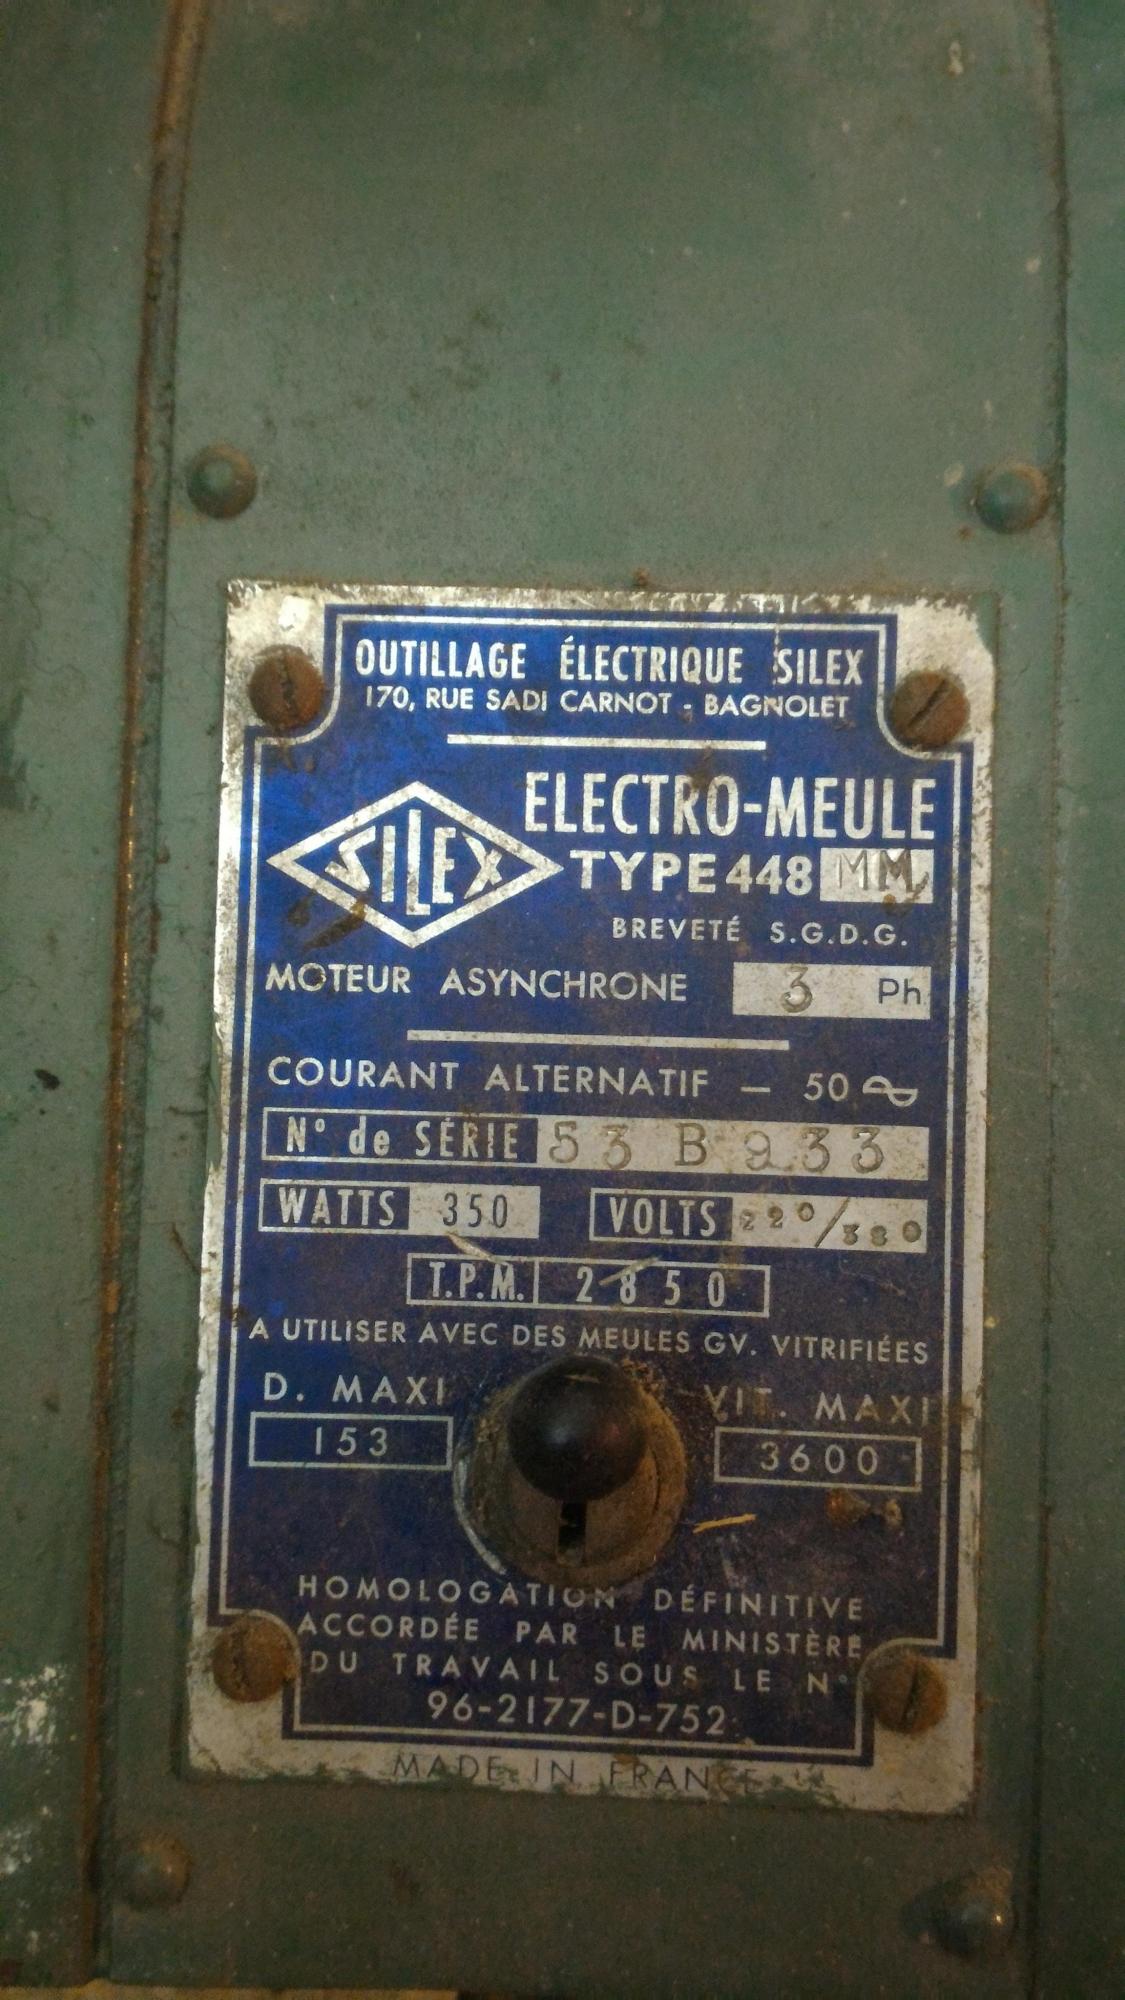 OUTILLAGE ÉLECTRIQUE SILEX
170, RUE SADI CARNOT - BAGNOLET
SILEX
ELECTRO-MEULE
TYPE 448 MM
BREVETÉ S.G.D.G.
MOTEUR ASYNCHRONE 3 Ph
COURANT ALTERNATIF — 50
N° de SÉRIE 53 B 933
WATTS 350 VOLTS 220/380
T.P.M. 2850
A UTILISER AVEC DES MEULES GV. VITRIFIÉES
D. MAXI VIT. MAXI
153 3600
HOMOLOGATION DÉFINITIVE
ACCORDÉE PAR LE MINISTÈRE
DU TRAVAIL SOUS LE N°
96-2177-D-752
MADE IN FRANCE